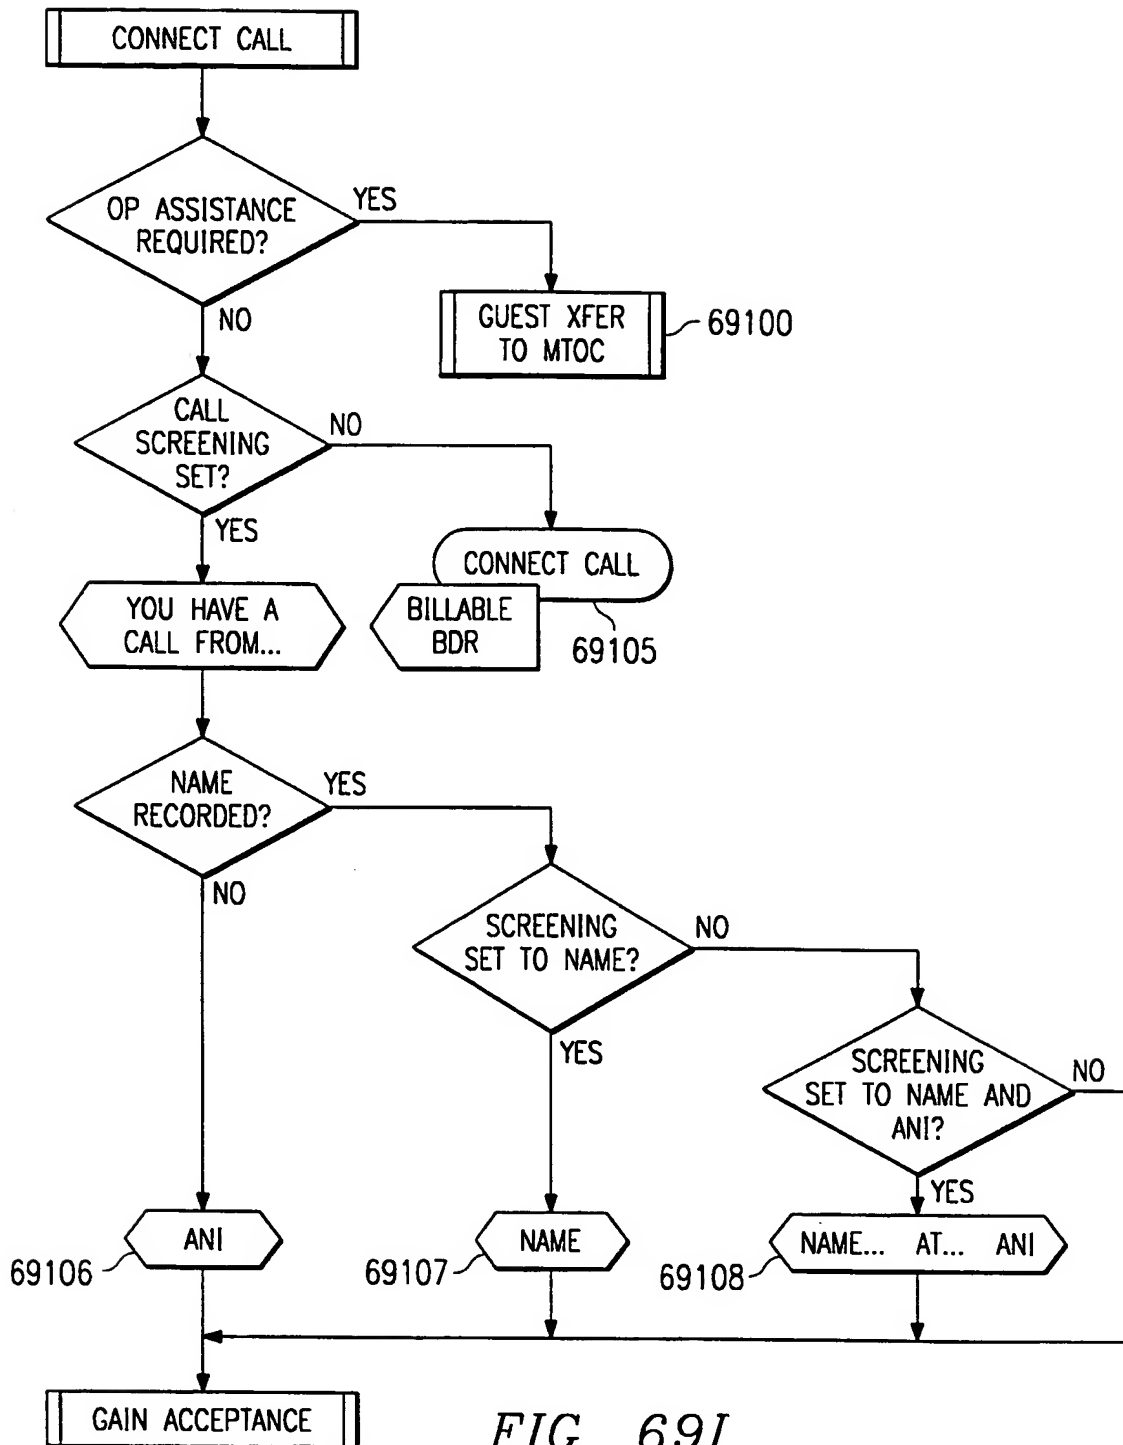 CONNECT CALL
OP ASSISTANCE
REQUIRED?
YES
NO
GUEST XFER
TO MTOC
69100
CALL
SCREENING
SET?
NO
YES
CONNECT CALL
BILLABLE
BDR
69105
YOU HAVE A
CALL FROM...
NAME
RECORDED?
YES
NO
SCREENING
SET TO NAME?
NO
YES
SCREENING
SET TO NAME AND
ANI?
NO
YES
ANI
69106
NAME
69107
NAME... AT... ANI
69108
GAIN ACCEPTANCE
FIG 69I